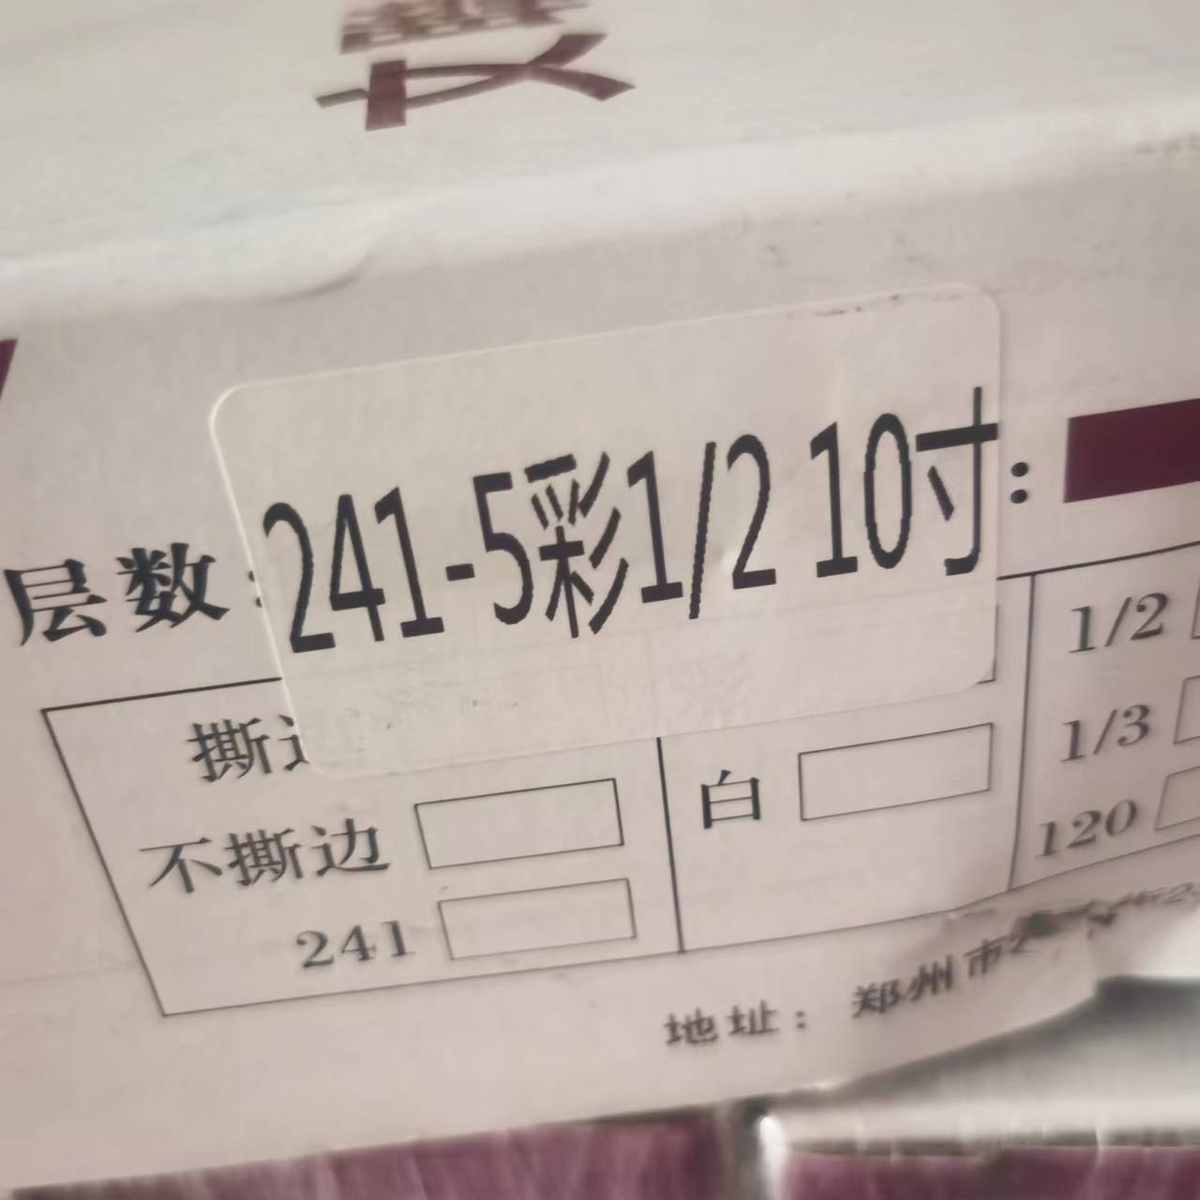 241-5彩1/2 10寸
层数:
:
撕边
不撕边
241
白
1/2
1/3
120
地址: 郑州市